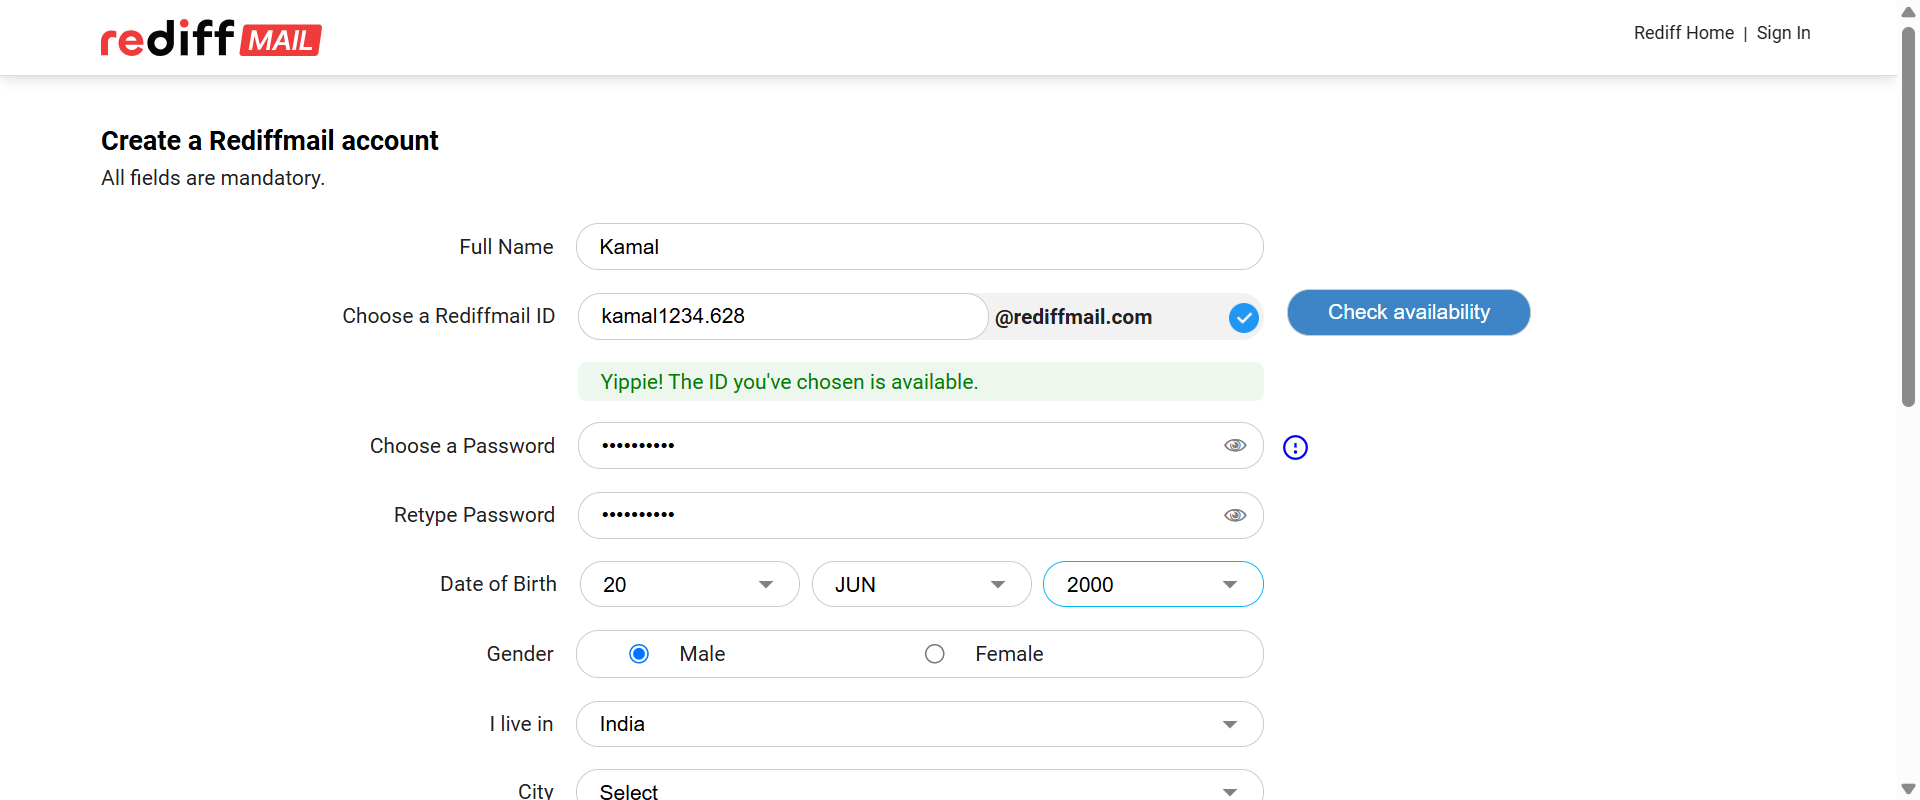 rediff MAIL
Rediff Home | Sign In
Create a Rediffmail account
All fields are mandatory.
Full Name Kamal
Choose a Rediffmail ID kamal1234.628 @rediffmail.com Check availability
Yippie! The ID you've chosen is available.
Choose a Password ••••••••••
Retype Password ••••••••••
Date of Birth 20 JUN 2000
Gender Male Female
I live in India
City Select